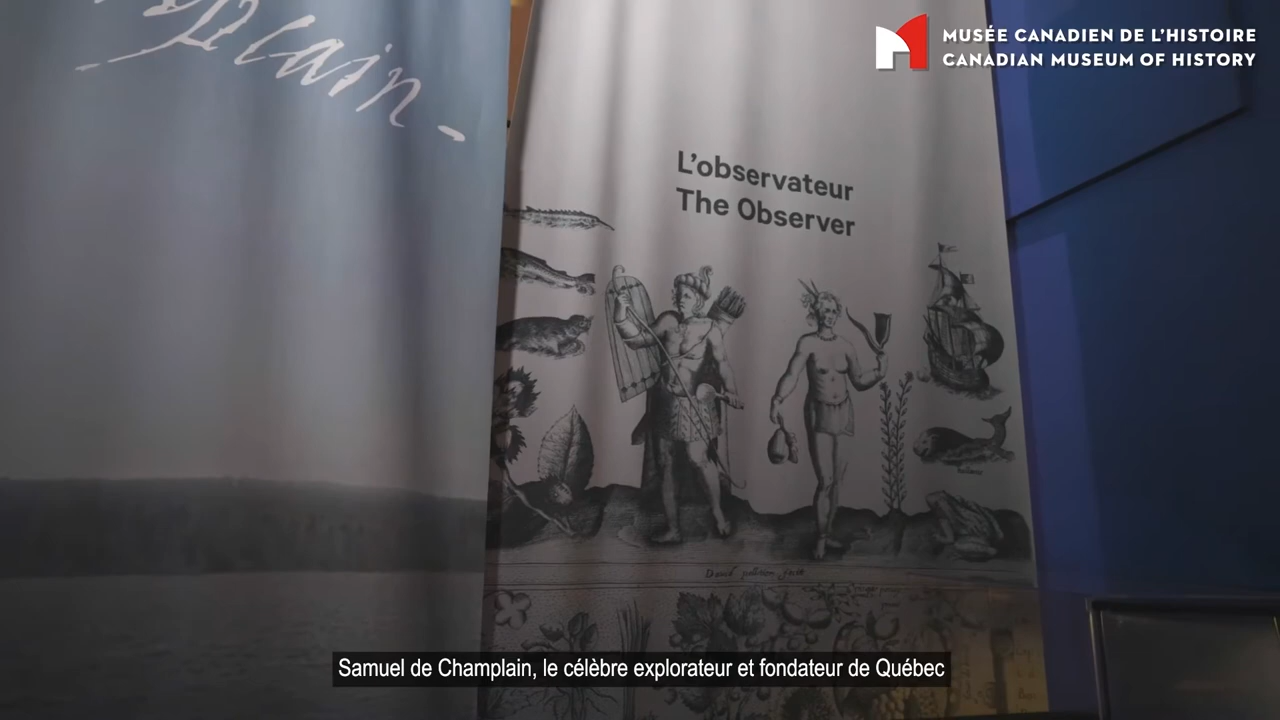 plain
MUSÉE CANADIEN DE L'HISTOIRE
CANADIAN MUSEUM OF HISTORY
L'observateur
The Observer
Samuel de Champlain, le célèbre explorateur et fondateur de Québec